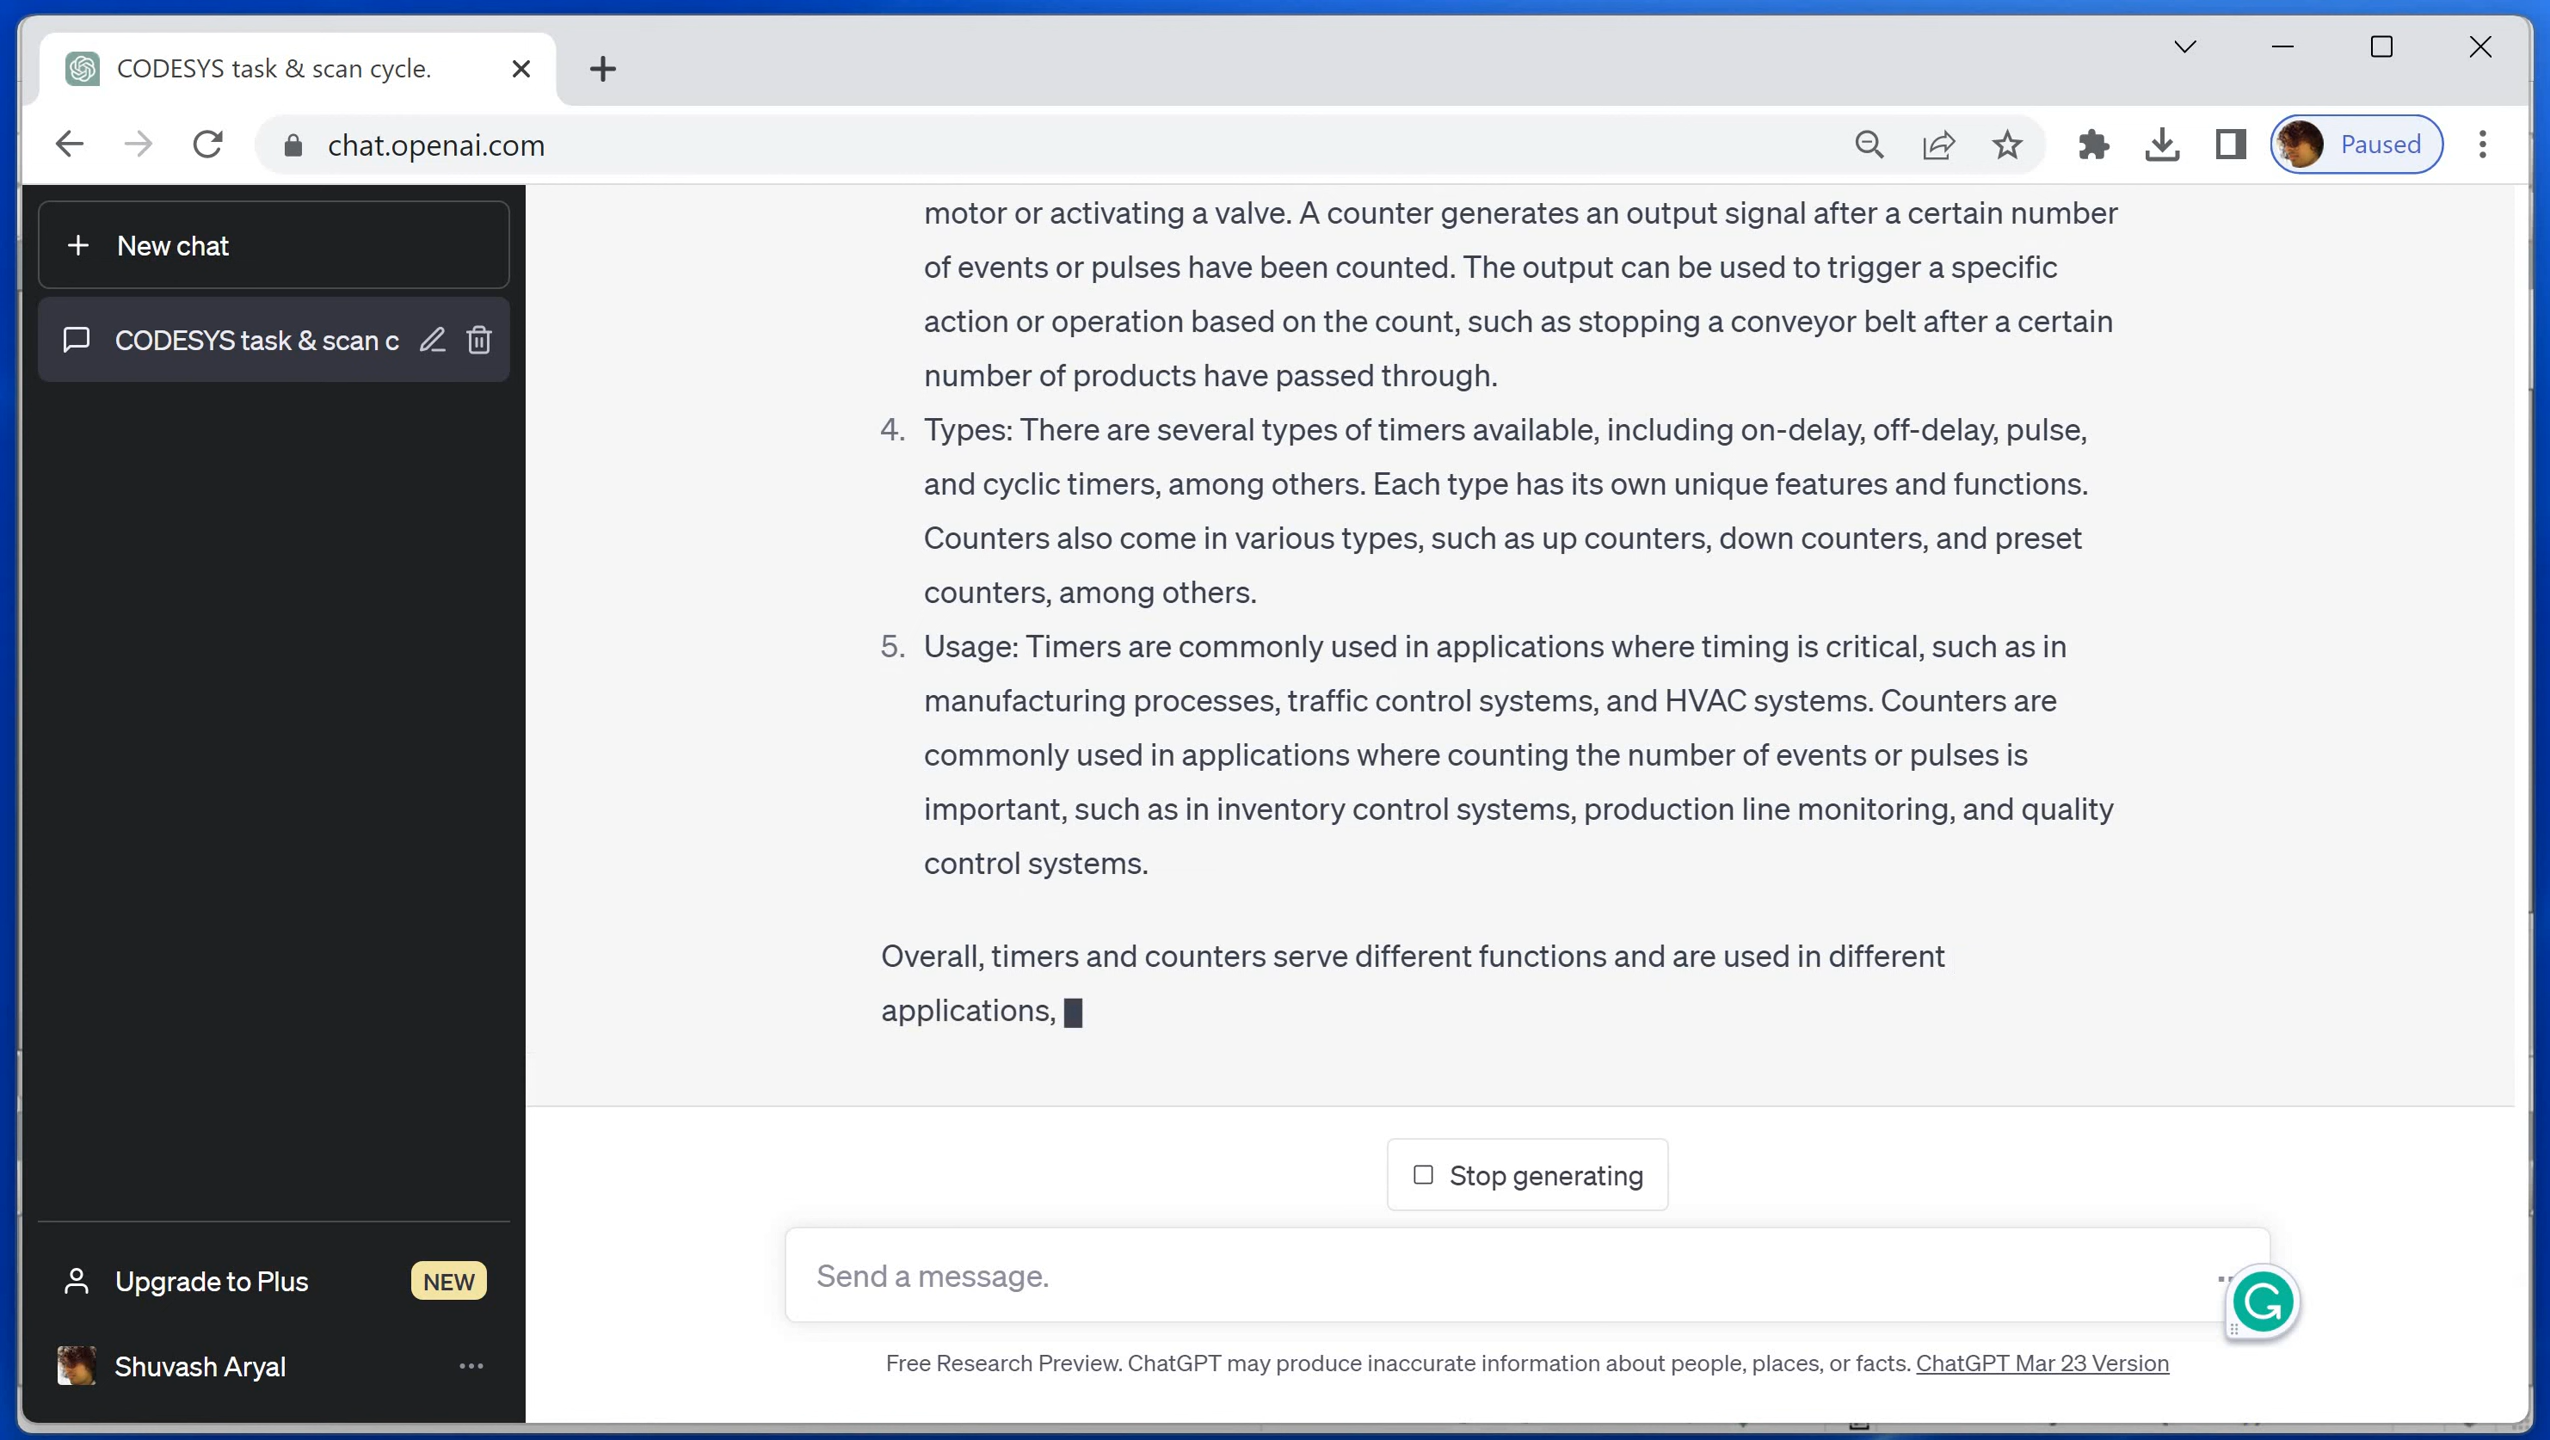 CODESYS task & scan cycle.
chat.openai.com
Paused
New chat
CODESYS task & scan c
motor or activating a valve. A counter generates an output signal after a certain number
of events or pulses have been counted. The output can be used to trigger a specific
action or operation based on the count, such as stopping a conveyor belt after a certain
number of products have passed through.
4. Types: There are several types of timers available, including on-delay, off-delay, pulse,
and cyclic timers, among others. Each type has its own unique features and functions.
Counters also come in various types, such as up counters, down counters, and preset
counters, among others.
5. Usage: Timers are commonly used in applications where timing is critical, such as in
manufacturing processes, traffic control systems, and HVAC systems. Counters are
commonly used in applications where counting the number of events or pulses is
important, such as in inventory control systems, production line monitoring, and quality
control systems.
Overall, timers and counters serve different functions and are used in different
applications,
Stop generating
Send a message.
Free Research Preview. ChatGPT may produce inaccurate information about people, places, or facts. ChatGPT Mar 23 Version
Upgrade to Plus NEW
Shuvash Aryal